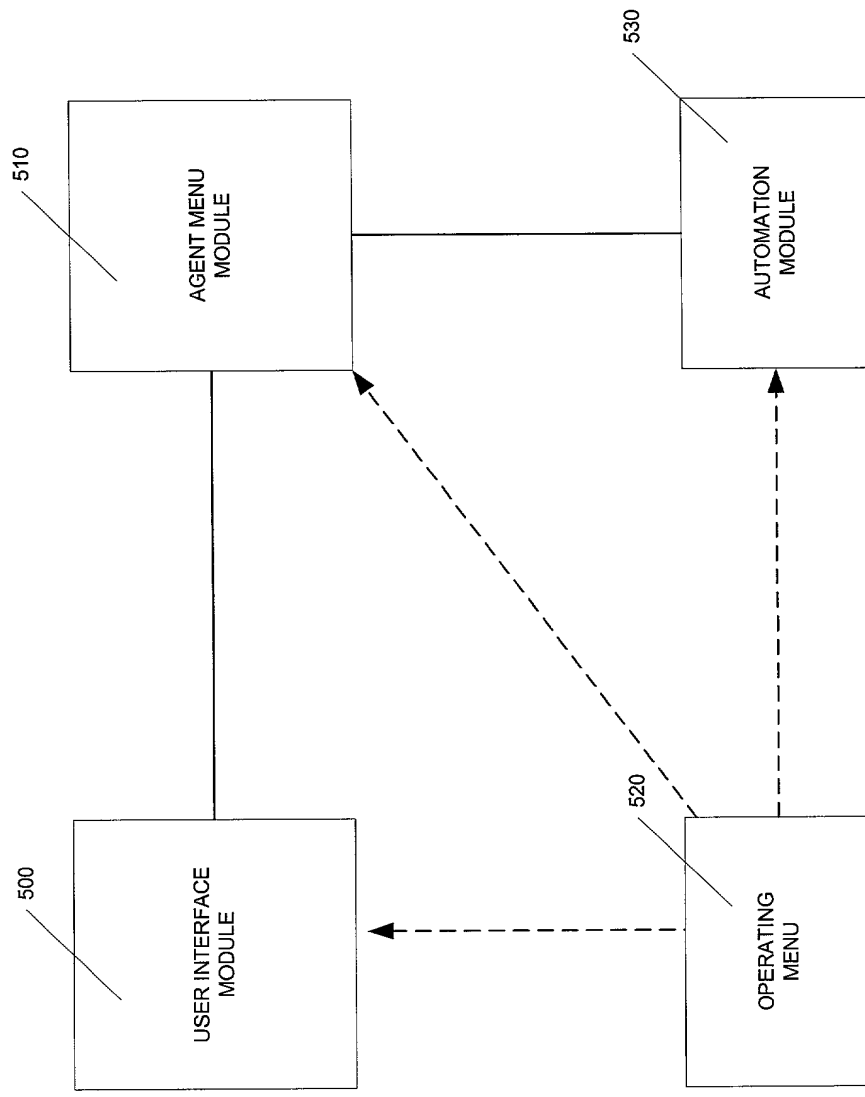 500
USER INTERFACE
MODULE
510
AGENT MENU
MODULE
520
OPERATING
MENU
530
AUTOMATION
MODULE